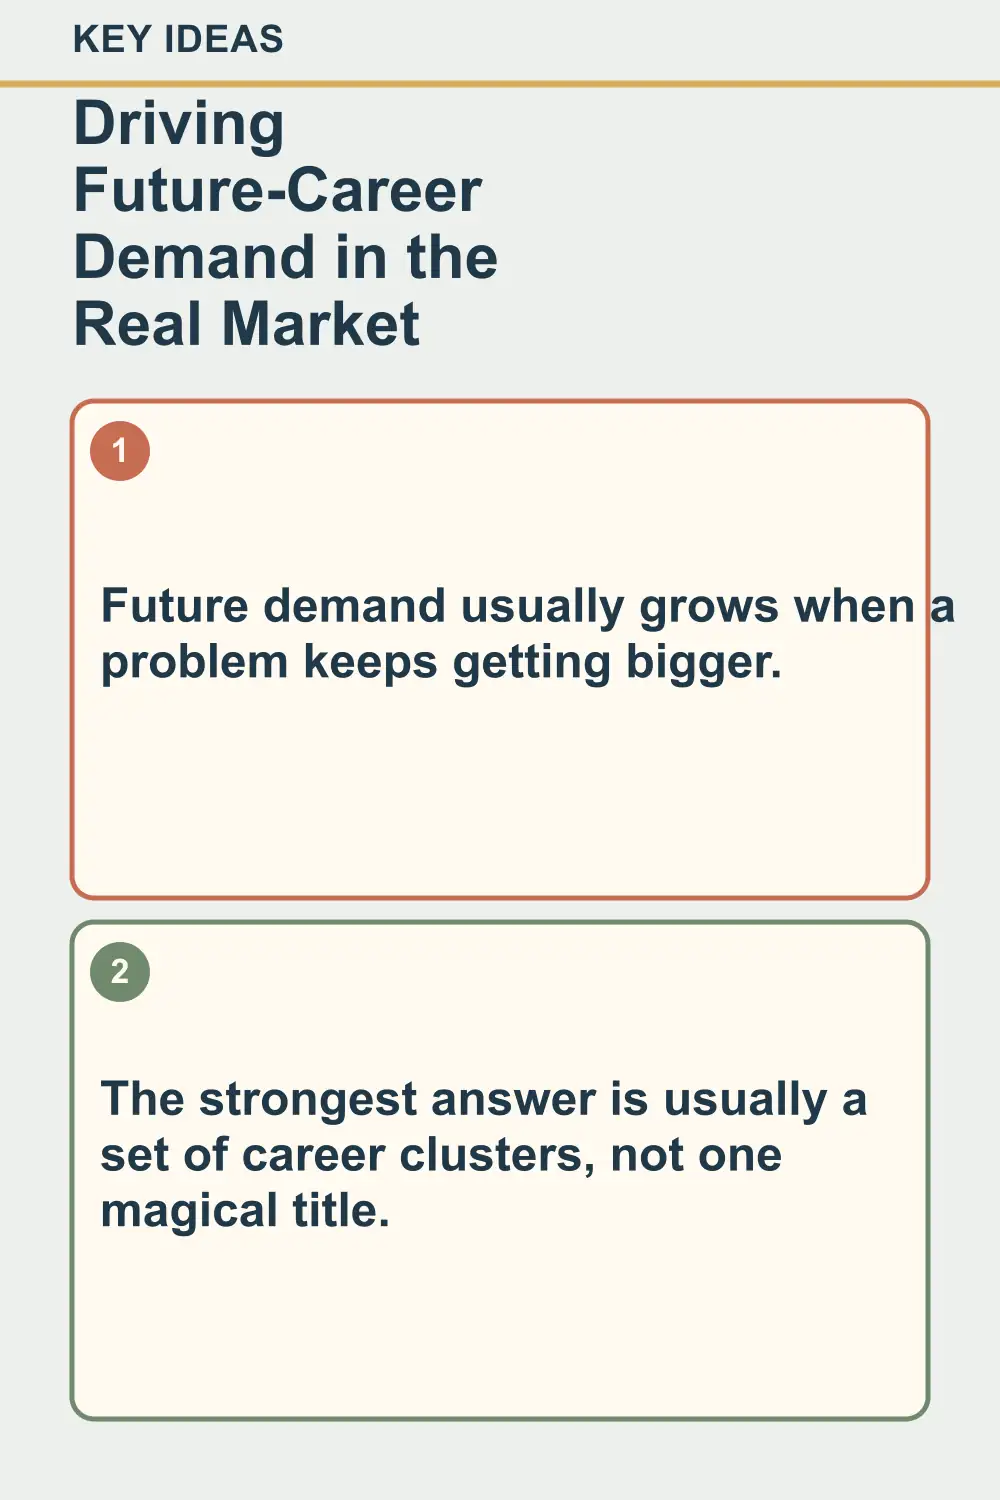 KEY IDEAS
Driving
Future-Career
Demand in the
Real Market
1
Future demand usually grows when a
problem keeps getting bigger.
2
The strongest answer is usually a
set of career clusters, not one
magical title.